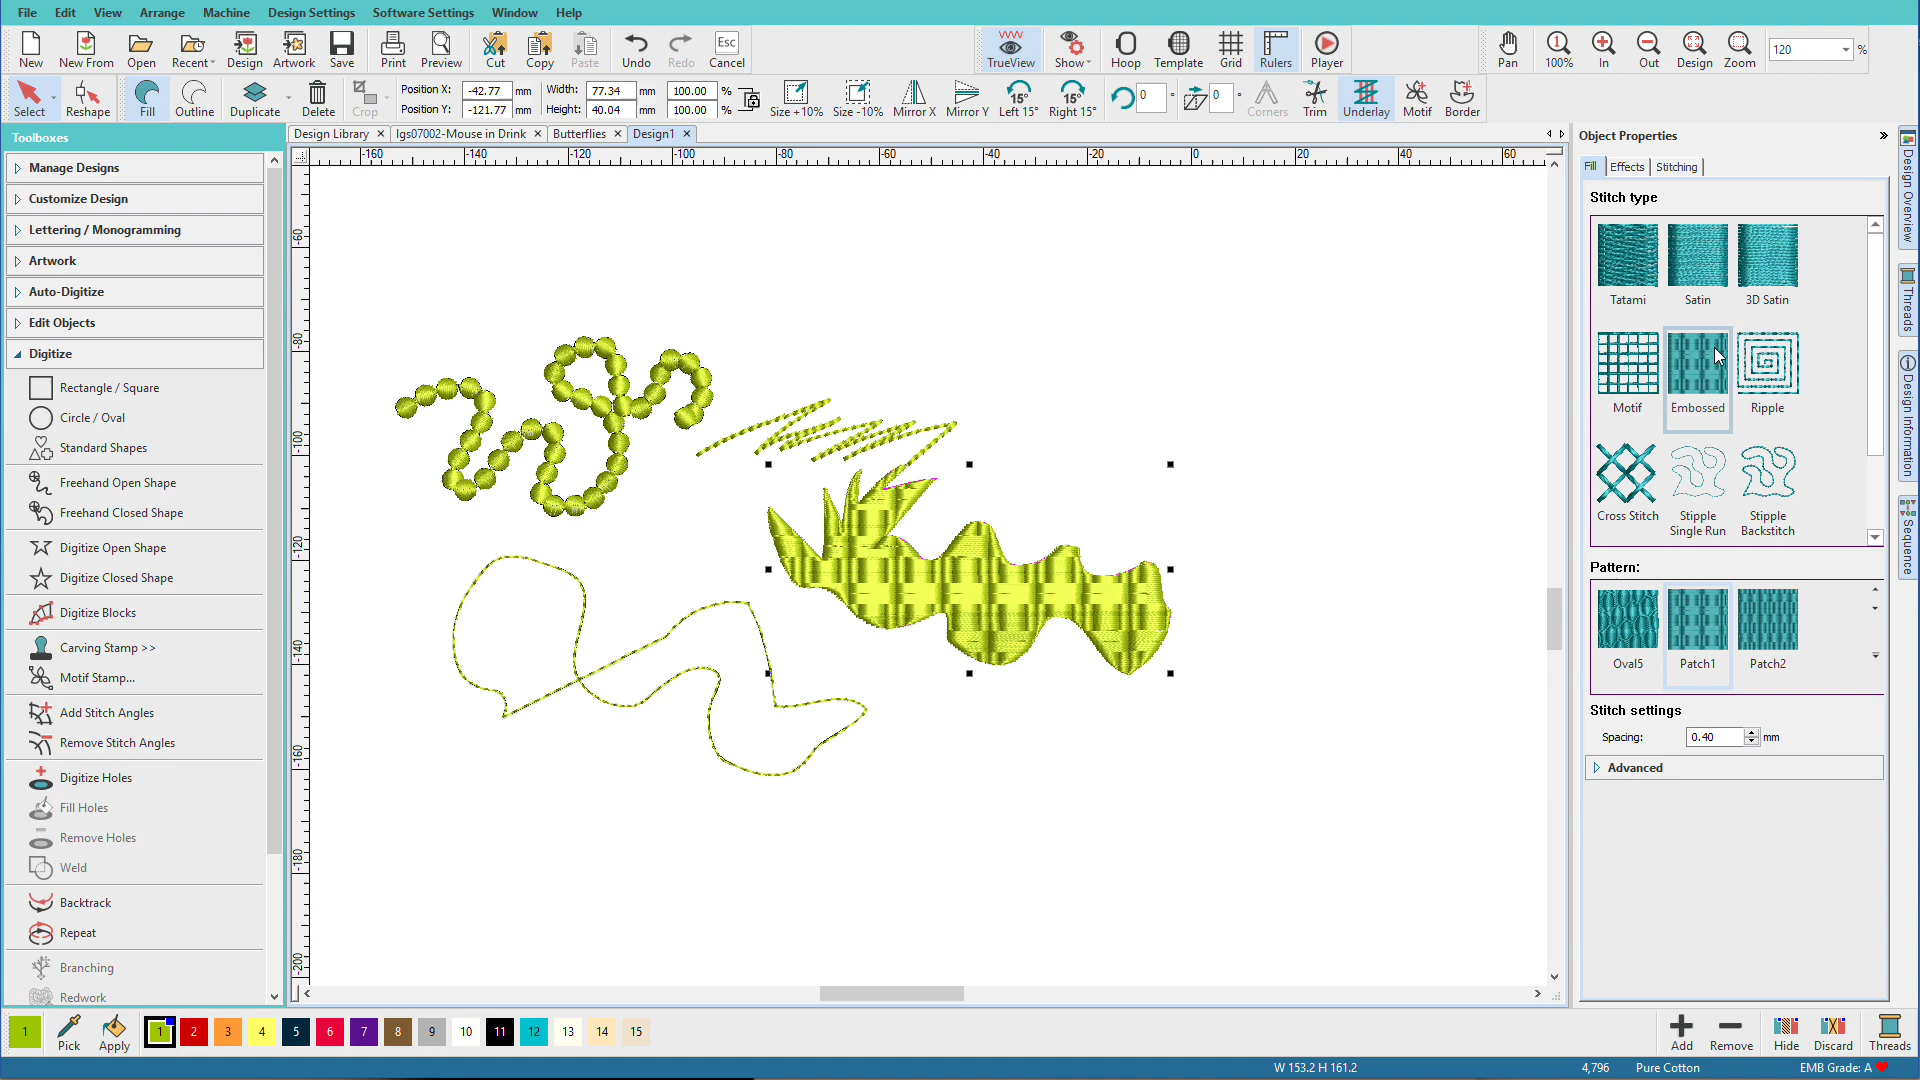 File Edit View Arrange Machine Design Settings Software Settings Window Help
New New From Open Recent Design Artwork Save Print Preview Cut Copy Paste Undo Esc Redo Cancel TrueView Show Hoop Template Grid Rulers Player Pan 1 100% In Out Design Zoom 120 %
Select Reshape Fill Outline Duplicate Delete Crop Position X: -42.77 mm Width: 77.34 mm 100.00 % Size +10% Size -10% Mirror X Mirror Y 15° Left 15° 15° Right 15° 0 ° 0 ° Corners Trim Underlay Motif Border
Position Y: -121.77 mm Height: 40.04 mm 100.00 %
Toolboxes
Manage Designs
Customize Design
Lettering / Monogramming
Artwork
Auto-Digitize
Edit Objects
Digitize
Rectangle / Square
Circle / Oval
Standard Shapes
Freehand Open Shape
Freehand Closed Shape
Digitize Open Shape
Digitize Closed Shape
Digitize Blocks
Carving Stamp >>
Motif Stamp...
Add Stitch Angles
Remove Stitch Angles
Digitize Holes
Fill Holes
Remove Holes
Weld
Backtrack
Repeat
Branching
Redwork
Design Library Igs07002-Mouse in Drink Butterflies Design1
-160 -140 -120 -100 -80 -60 -40 -20 0 20 40 60
-60
-80
-100
-120
-140
-160
-180
-200
Object Properties
Fill Effects Stitching
Stitch type
Tatami Satin 3D Satin
Motif Embossed Ripple
Cross Stitch Stipple Single Run Stipple Backstitch
Pattern:
Oval5 Patch1 Patch2
Stitch settings
Spacing: 0.40 mm
Advanced
Design Overview
Threads
Design Information
Sequence
1 Pick Apply 1 2 3 4 5 6 7 8 9 10 11 12 13 14 15 Add Remove Hide Discard Threads
W 153.2 H 161.2 4,796 Pure Cotton EMB Grade: A